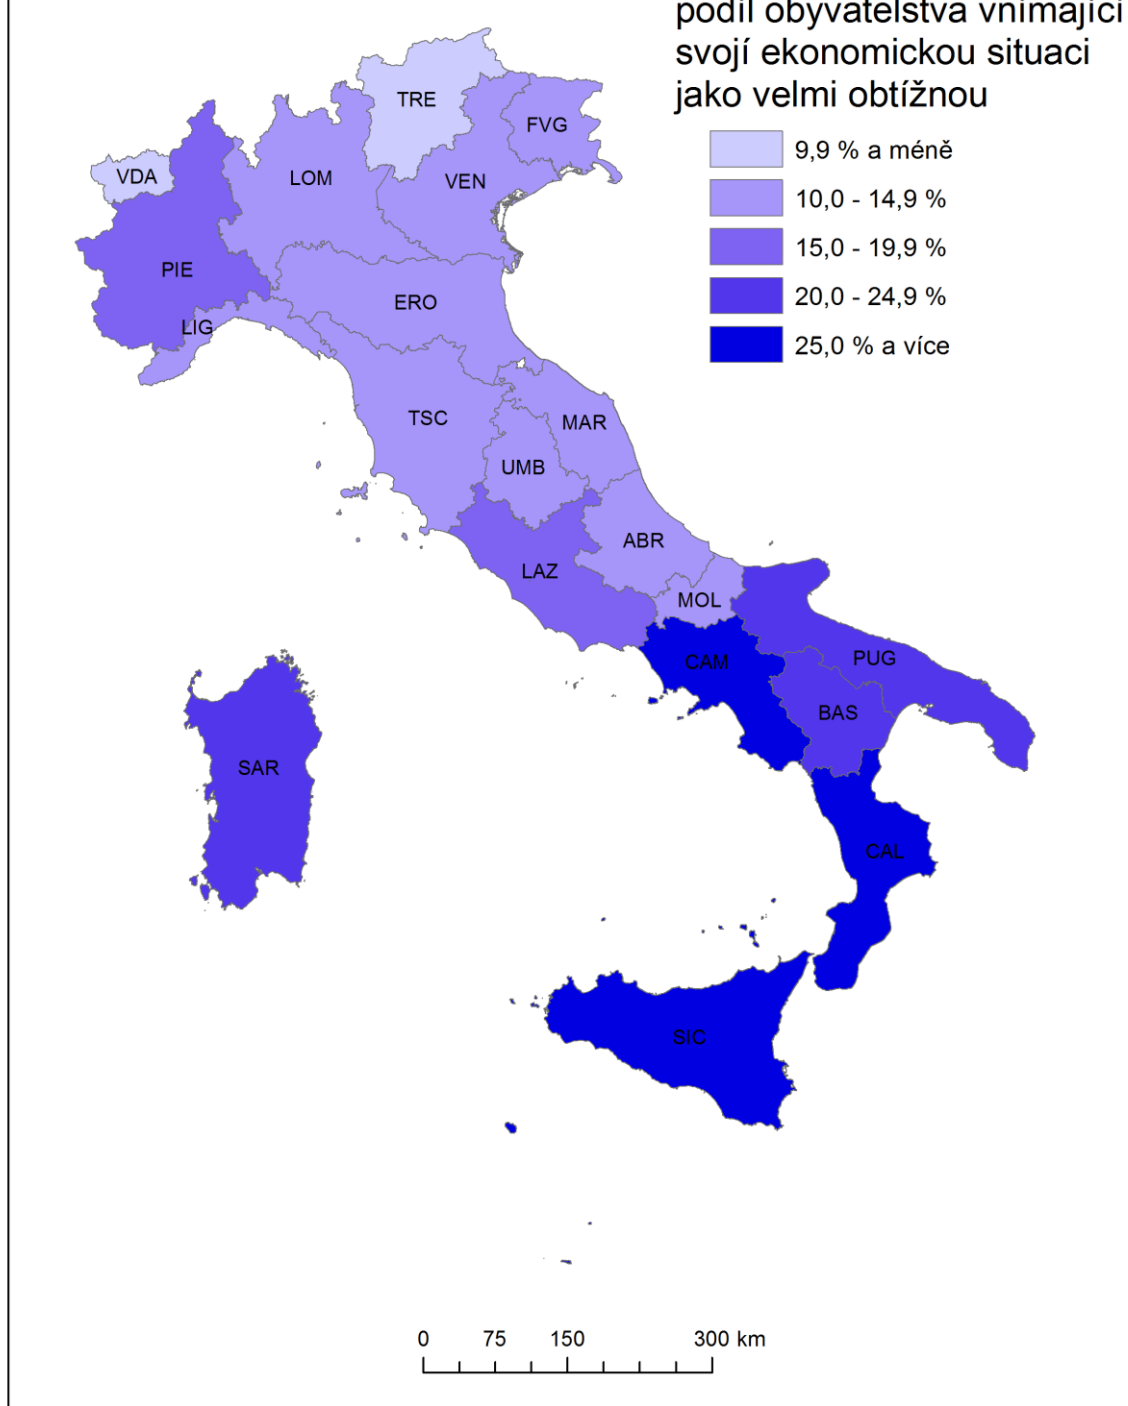 podíl obyvatelstva vnímající
svojí ekonomickou situaci
jako velmi obtížnou
9,9 % a méně
10,0 - 14,9 %
15,0 - 19,9 %
20,0 - 24,9 %
25,0 % a více
TRE
FVG
VDA
LOM
VEN
PIE
ERO
LIG
TSC
MAR
UMB
ABR
LAZ
MOL
CAM
PUG
BAS
SAR
CAL
SIC
0 75 150 300 km